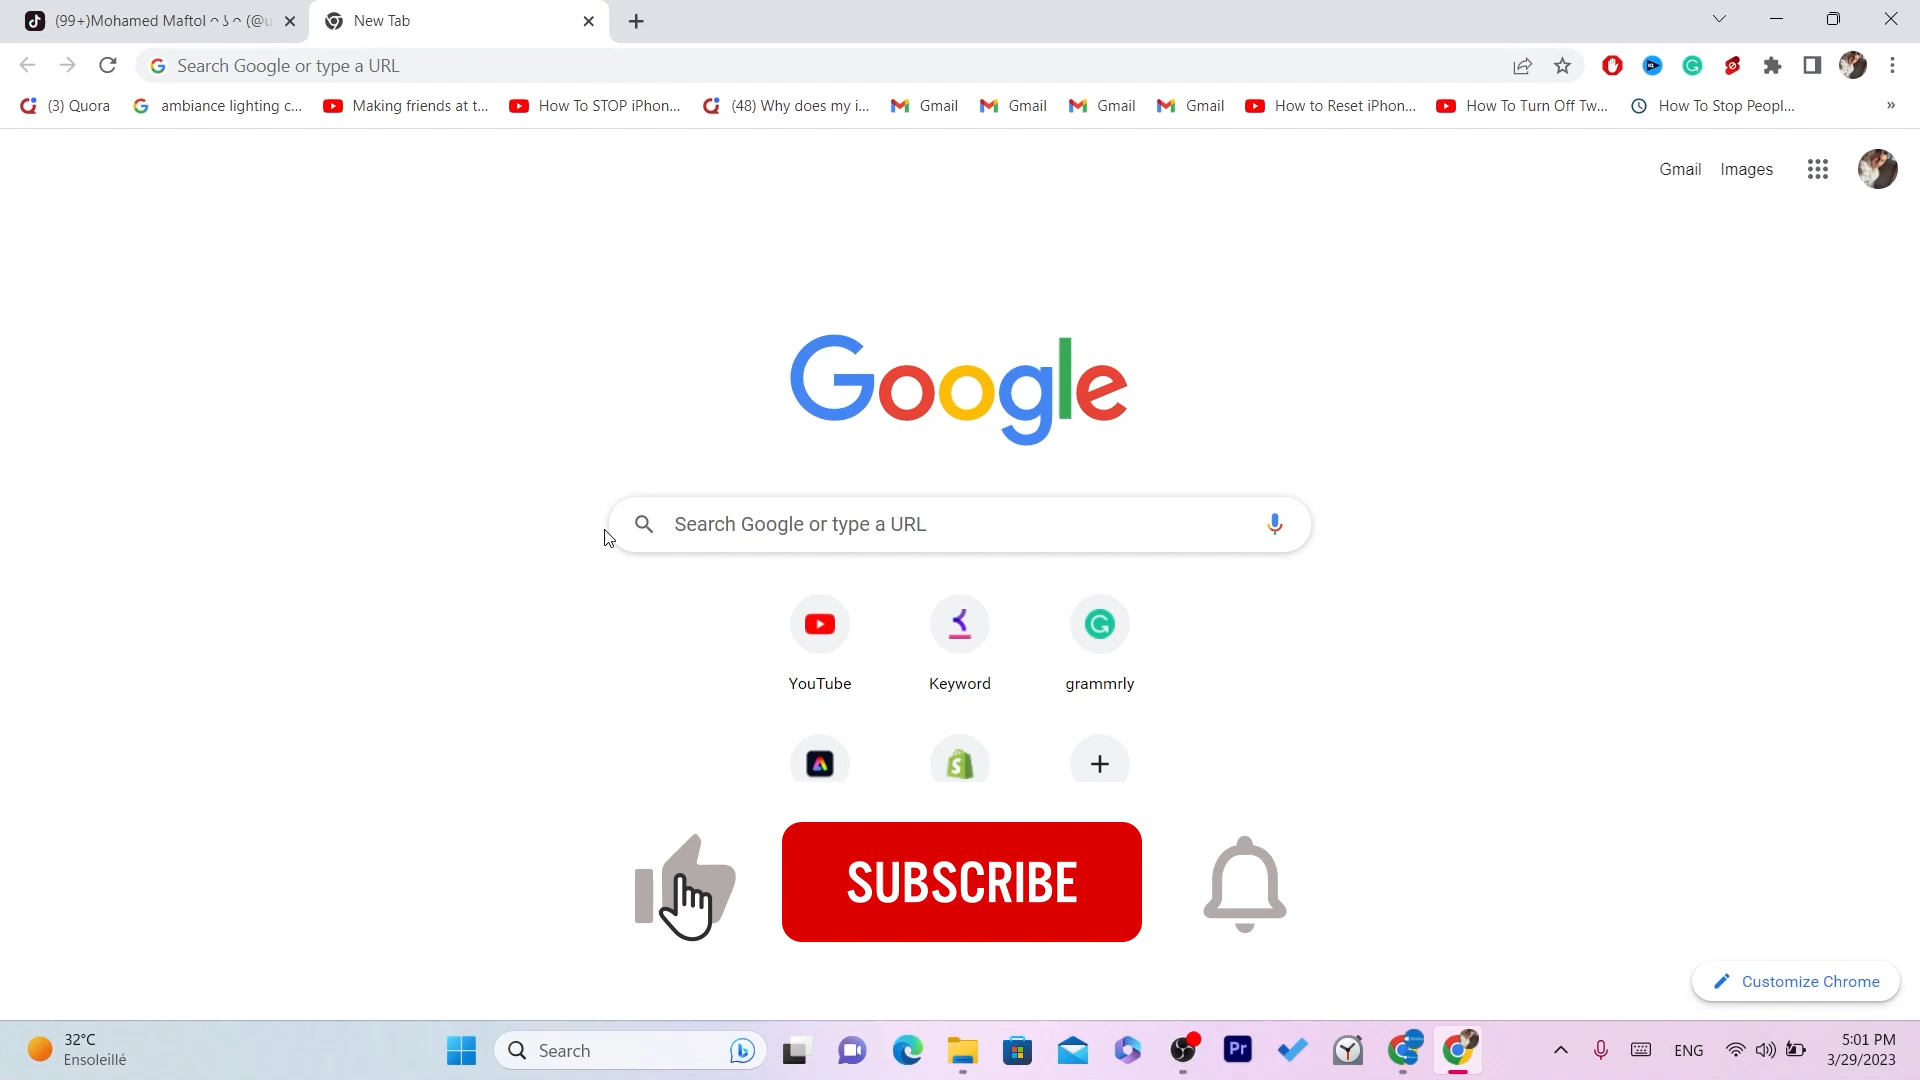 (99+)Mohamed Maftol
New Tab
Search Google or type a URL
(3) Quora
ambiance lighting c...
Making friends at t...
How To STOP iPhon...
(48) Why does my i...
Gmail
Gmail
Gmail
Gmail
How to Reset iPhon...
How To Turn Off Tw...
How To Stop Peopl...
»
Gmail
Images
Google
Search Google or type a URL
YouTube
Keyword
grammrly
SUBSCRIBE
Customize Chrome
32°C
Ensoleillé
Search
Pr
ENG
5:01 PM
3/29/2023